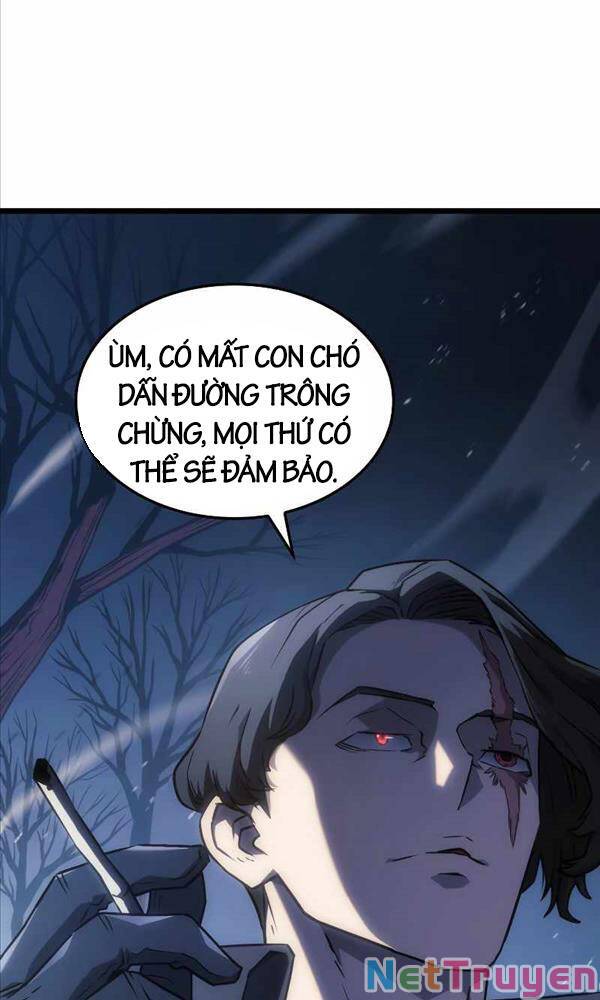 ÙM, CÓ MẤT CON CHÓ
DẪN ĐƯỜNG TRÔNG
CHỪNG, MỌI THỨ CÓ
THỂ SẼ ĐẢM BẢO.
NetTruyen